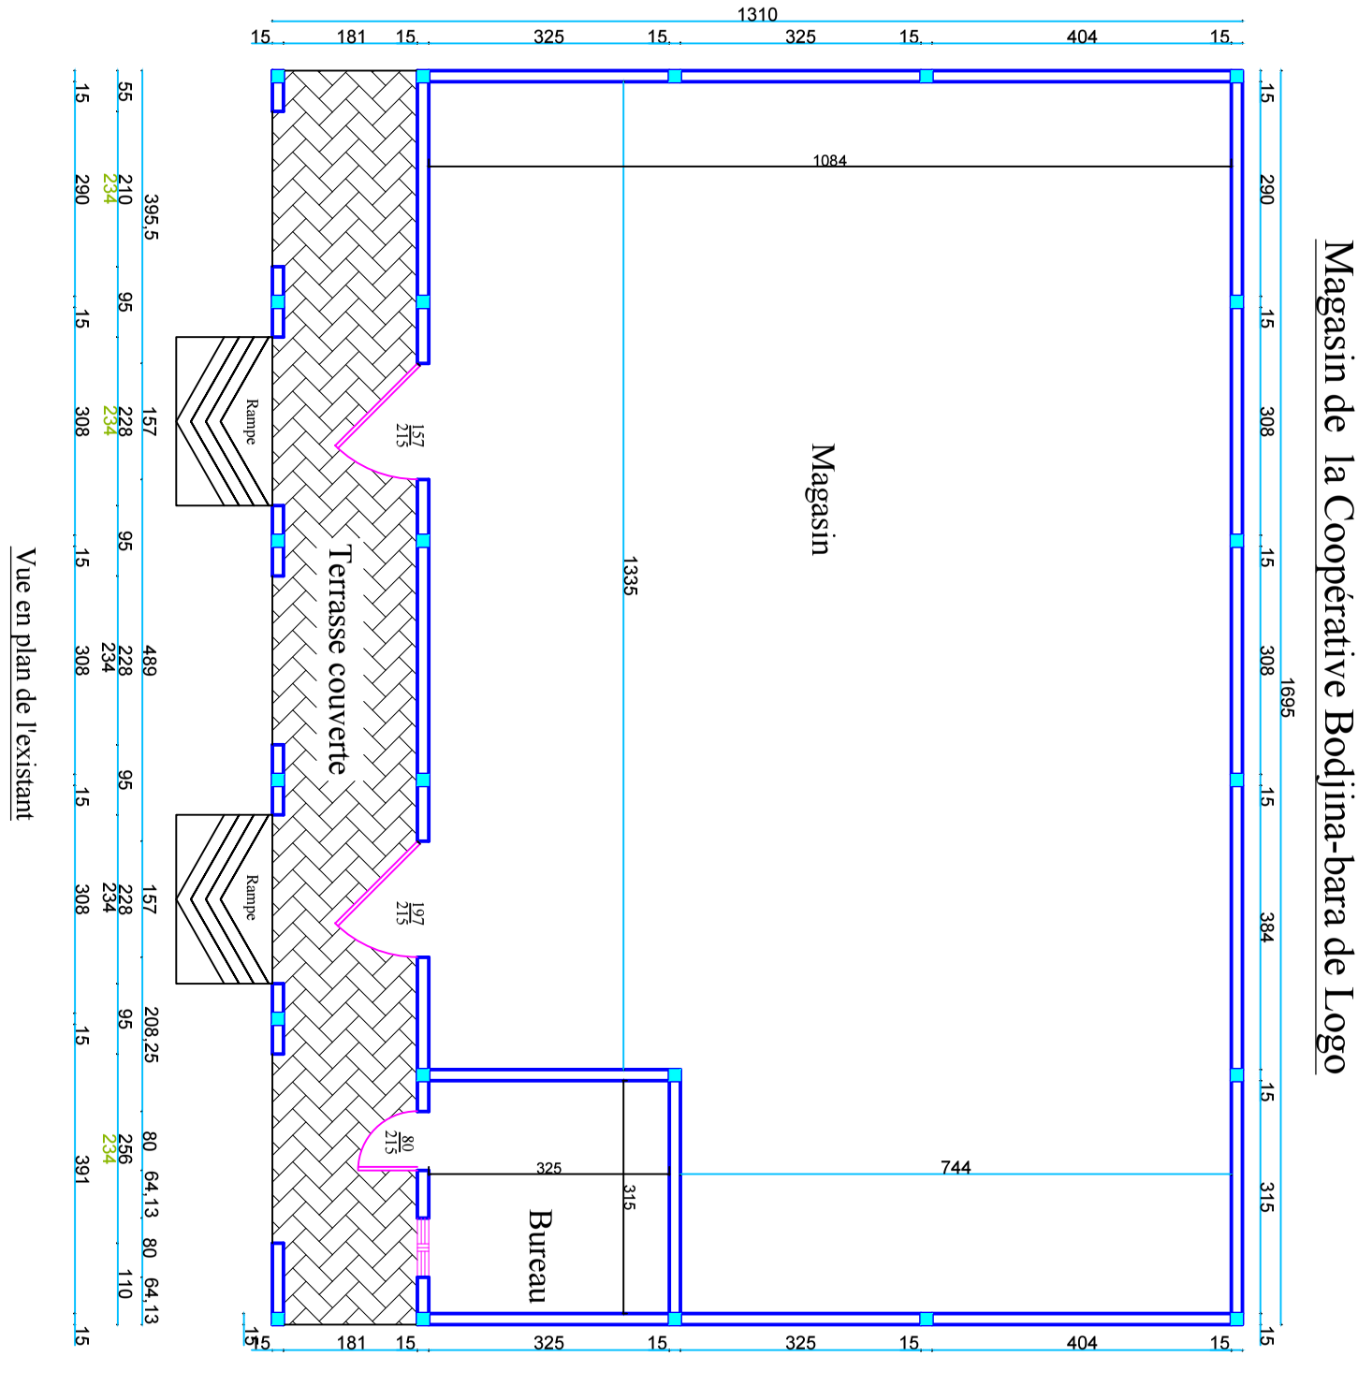 Magasin de la Coopérative Bodjina-bara de Logo
1310
15 181 15 325 15 325 15 404 15
15 290 15 308 15 308 15 384 15 315 15
1695
1084
1335
Magasin
744
Terrasse couverte
157
215
197
215
80
215
325
315
Bureau
Rampe
Rampe
395,5 157 489 157 208,25 80 64,13 80 64,13
55 210 95 228 95 228 95 228 95 256 110
234 234 234 234 234
15 290 15 308 15 308 15 308 15 391 15
15
15 181 15 325 15 325 15 404 15
Vue en plan de l'existant